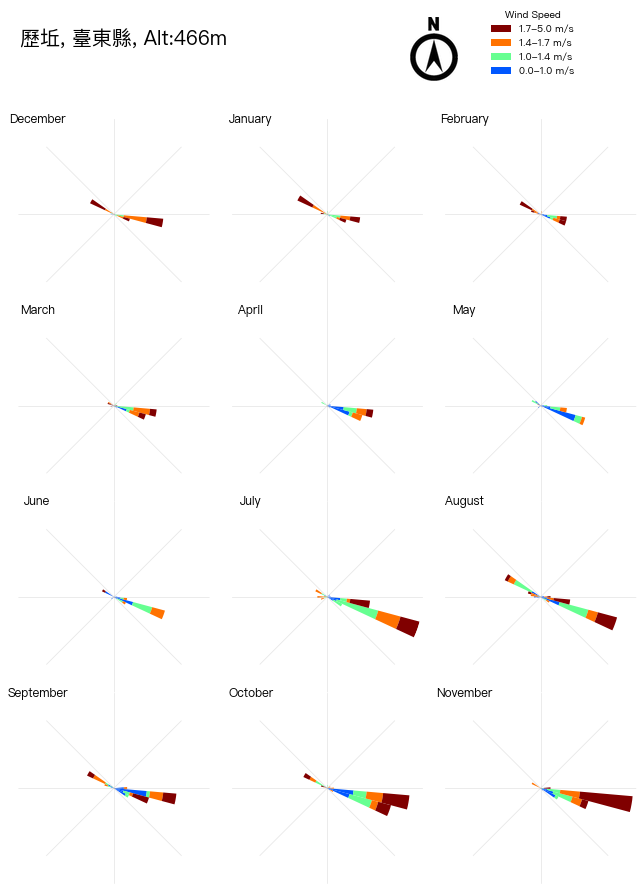 歷坵, 臺東縣, Alt:466m
N
Wind Speed
1.7–5.0 m/s
1.4–1.7 m/s
1.0–1.4 m/s
0.0–1.0 m/s
December
January
February
March
April
May
June
July
August
September
October
November